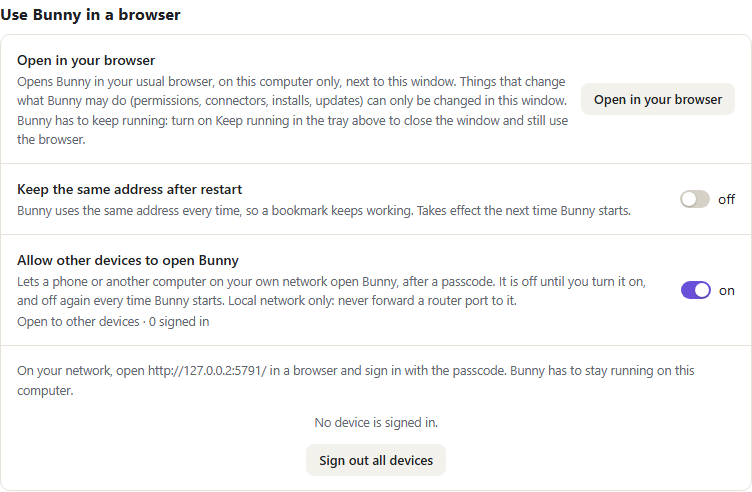 Use Bunny in a browser
Open in your browser
Opens Bunny in your usual browser, on this computer only, next to this window. Things that change
what Bunny may do (permissions, connectors, installs, updates) can only be changed in this window.
Bunny has to keep running: turn on Keep running in the tray above to close the window and still use
the browser.
Open in your browser
Keep the same address after restart
Bunny uses the same address every time, so a bookmark keeps working. Takes effect the next time Bunny starts.
off
Allow other devices to open Bunny
Lets a phone or another computer on your own network open Bunny, after a passcode. It is off until you turn it on,
and off again every time Bunny starts. Local network only: never forward a router port to it.
Open to other devices · 0 signed in
on
On your network, open http://127.0.0.2:5791/ in a browser and sign in with the passcode. Bunny has to stay running on this
computer.
No device is signed in.
Sign out all devices